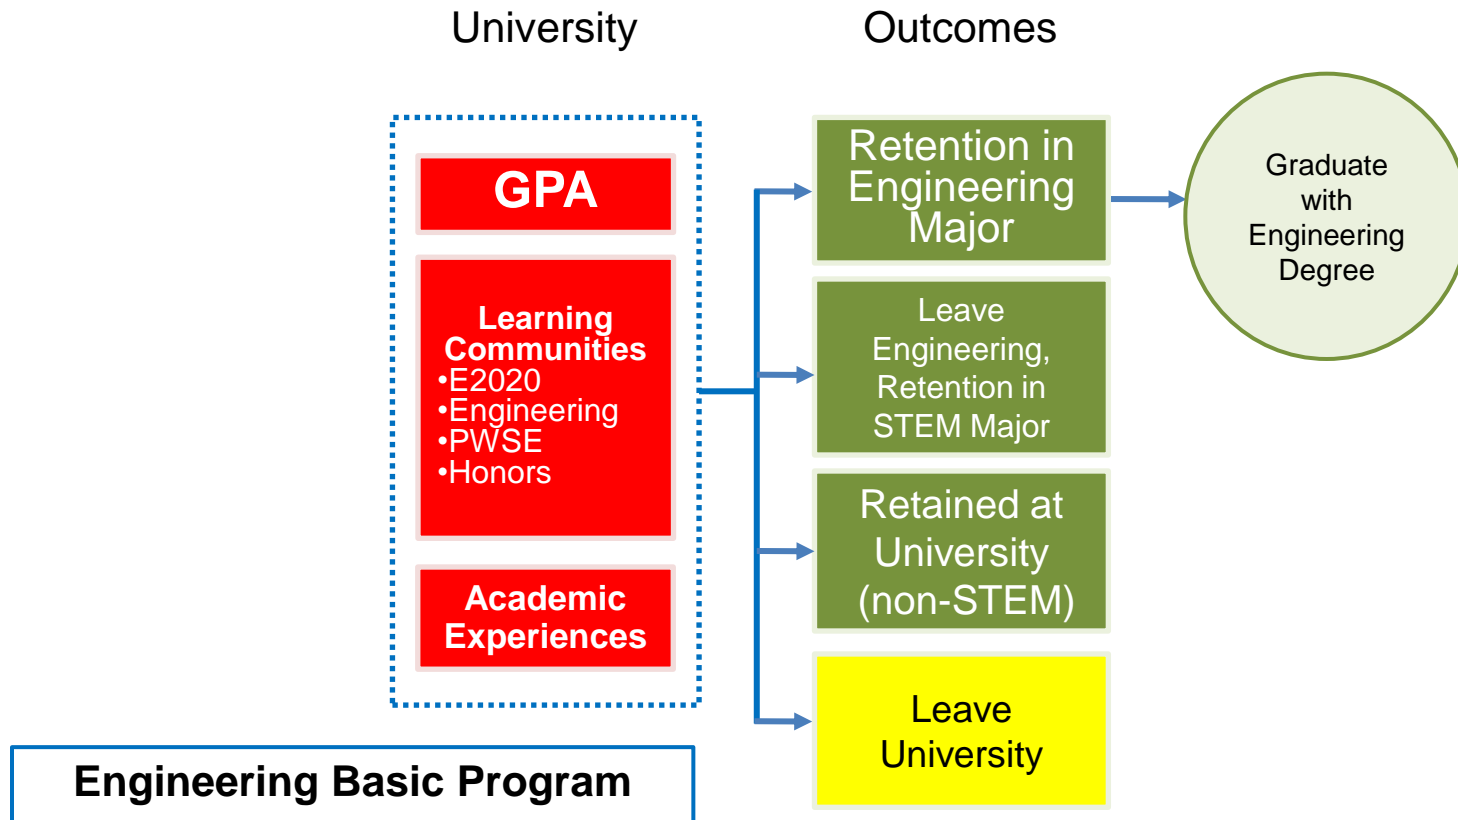 University
Outcomes
GPA
Learning
Communities
•E2020
•Engineering
•PWSE
•Honors
Academic
Experiences
Retention in
Engineering
Major
Leave
Engineering,
Retention in
STEM Major
Retained at
University
(non-STEM)
Leave
University
Graduate
with
Engineering
Degree
Engineering Basic Program